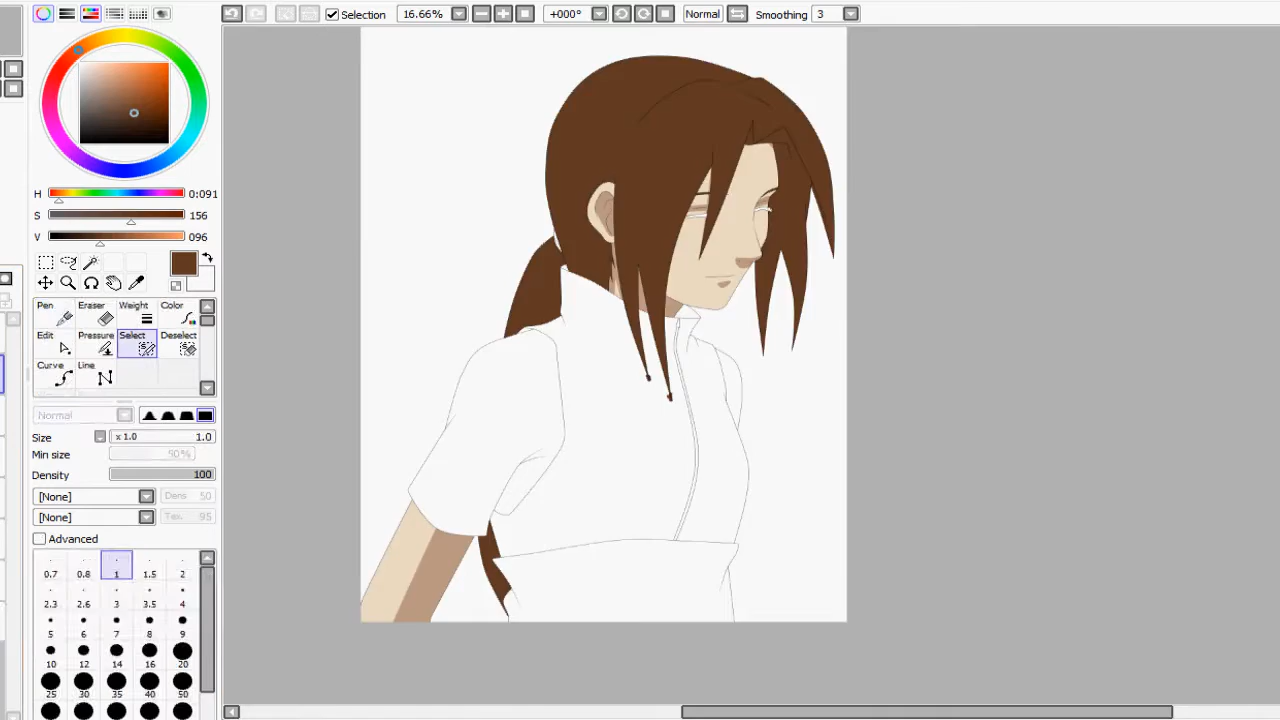 Selection 16.66% +000° Normal Smoothing 3
H 0:091
S 156
V 096
Pen Eraser Weight Color
Edit Pressure Select Deselect
Curve Line
Normal
Size x 1.0 1.0
Min size 50%
Density 100
[None] Dens 50
[None] Tex. 95
Advanced
0.7 0.8 1 1.5 2
2.3 2.6 3 3.5 4
5 6 7 8 9
10 12 14 16 20
25 30 35 40 50